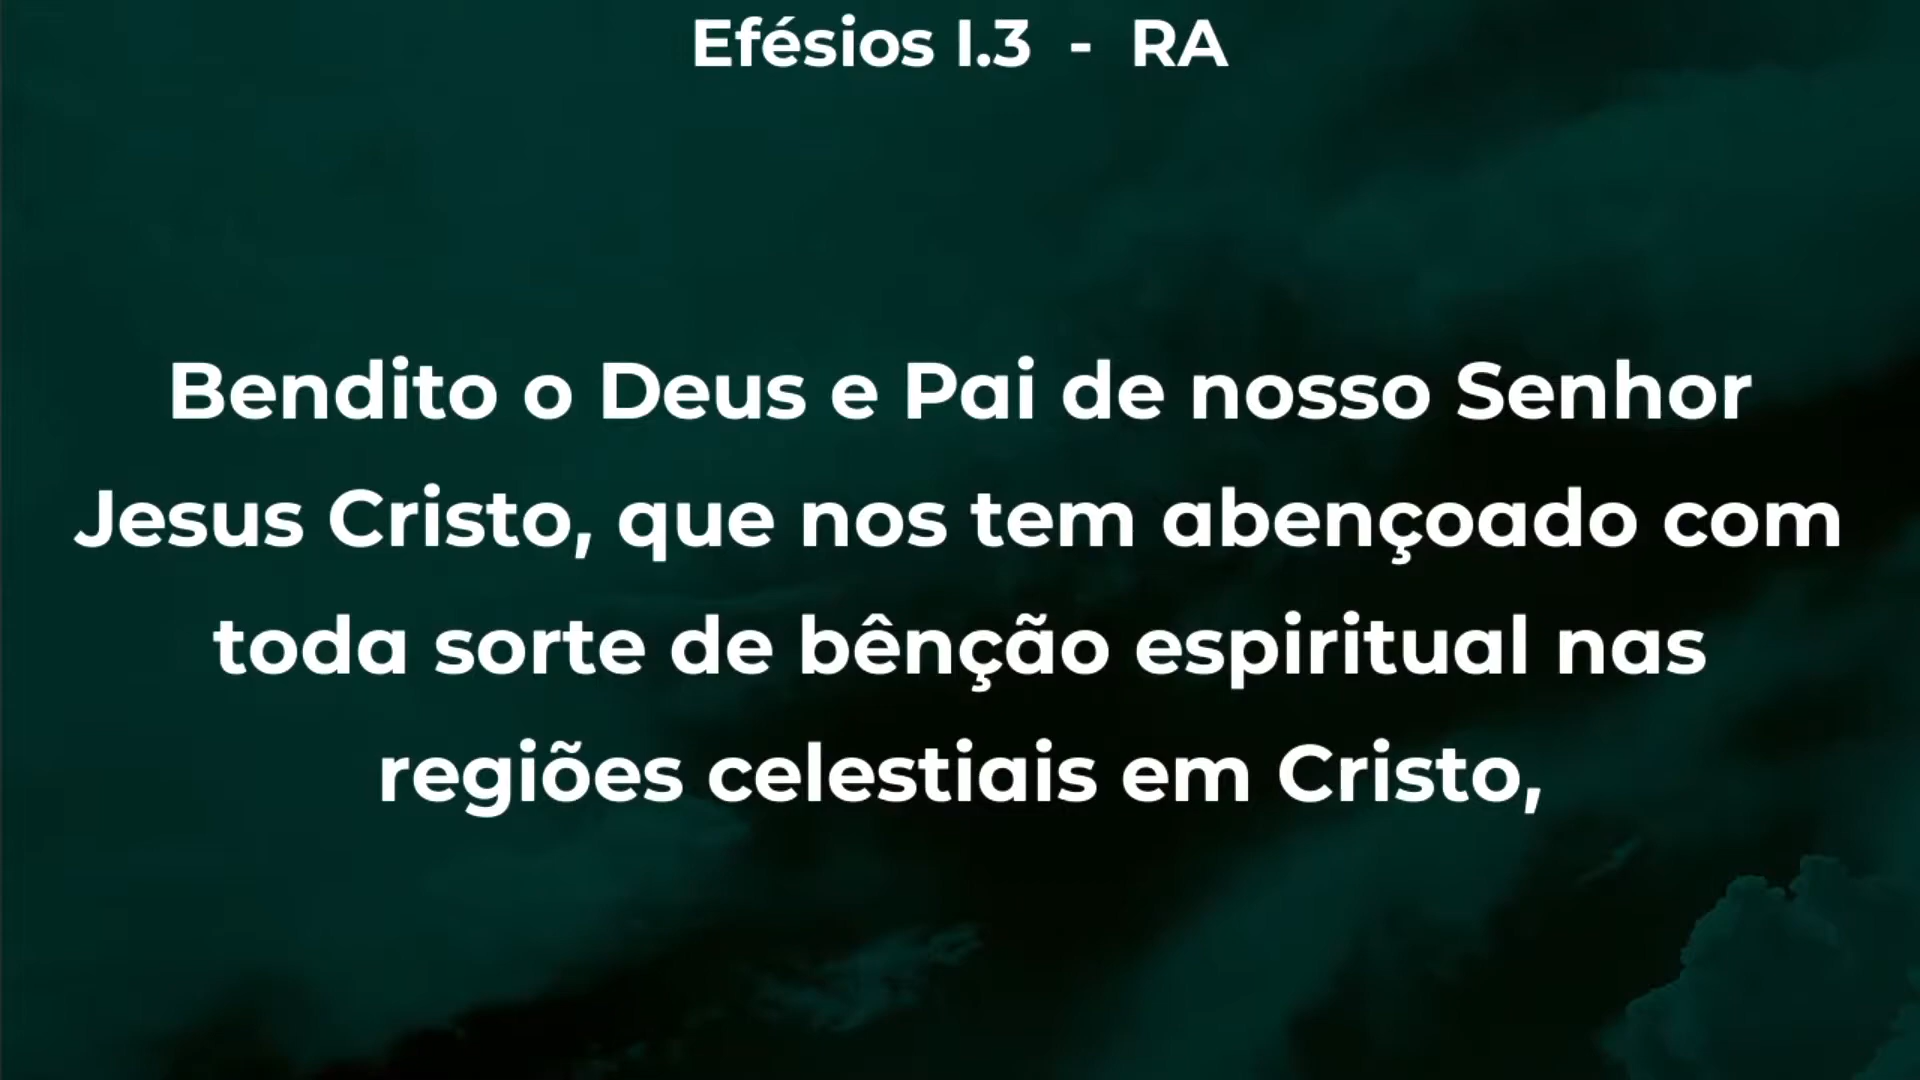 Efésios I.3 - RA
Bendito o Deus e Pai de nosso Senhor
Jesus Cristo, que nos tem abençoado com
toda sorte de bênção espiritual nas
regiões celestiais em Cristo,